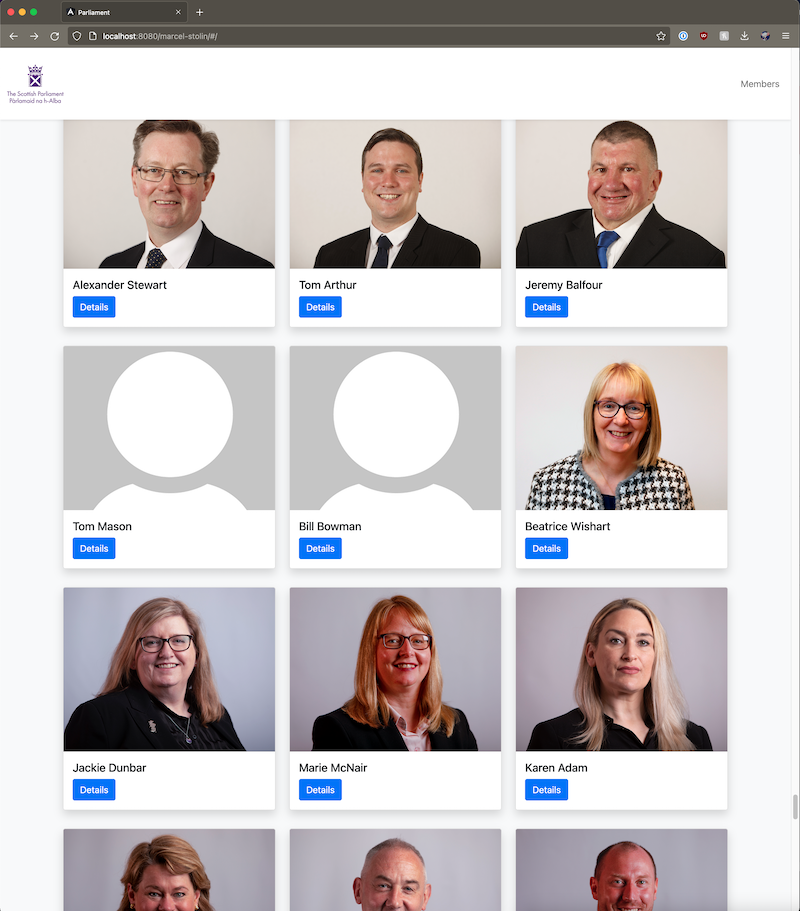 Parliament
localhost:8080/marcel-stolin/#/
The Scottish Parliament
Pàrlamaid na h-Alba
Members
Alexander Stewart
Details
Tom Arthur
Details
Jeremy Balfour
Details
Tom Mason
Details
Bill Bowman
Details
Beatrice Wishart
Details
Jackie Dunbar
Details
Marie McNair
Details
Karen Adam
Details